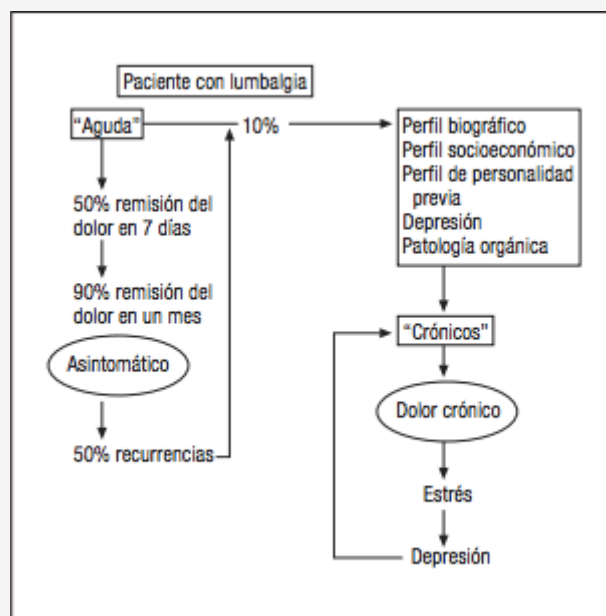 Paciente con lumbalgia
"Aguda"
10%
50% remisión del
dolor en 7 días
90% remisión del
dolor en un mes
Asintomático
50% recurrencias
Perfil biográfico
Perfil socioeconómico
Perfil de personalidad
previa
Depresión
Patología orgánica
"Crónicos"
Dolor crónico
Estrés
Depresión